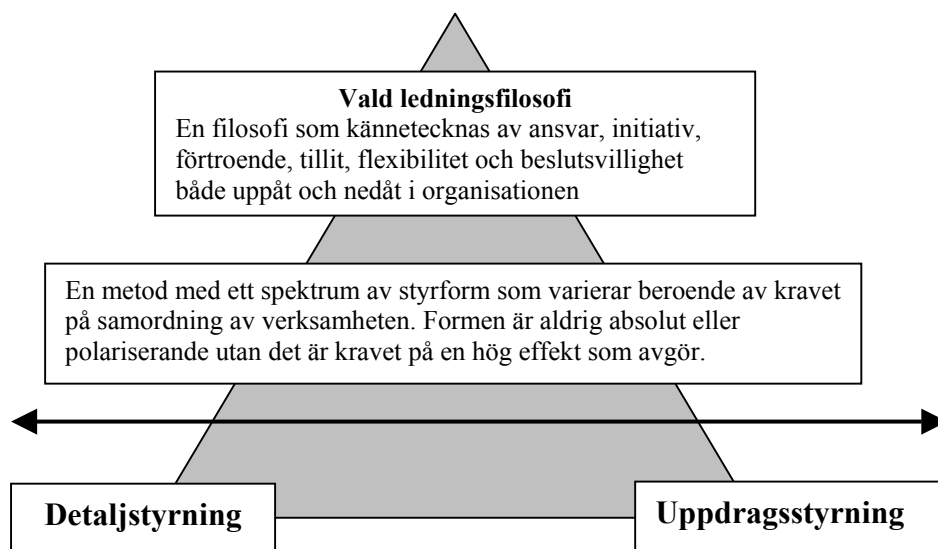 Vald ledningsfilosofi
En filosofi som kännetecknas av ansvar, initiativ,
förtroende, tillit, flexibilitet och beslutsvillighet
både uppåt och nedåt i organisationen
En metod med ett spektrum av styrform som varierar beroende av kravet
på samordning av verksamheten. Formen är aldrig absolut eller
polariserande utan det är kravet på en hög effekt som avgör.
Detaljstyrning
Uppdragsstyrning